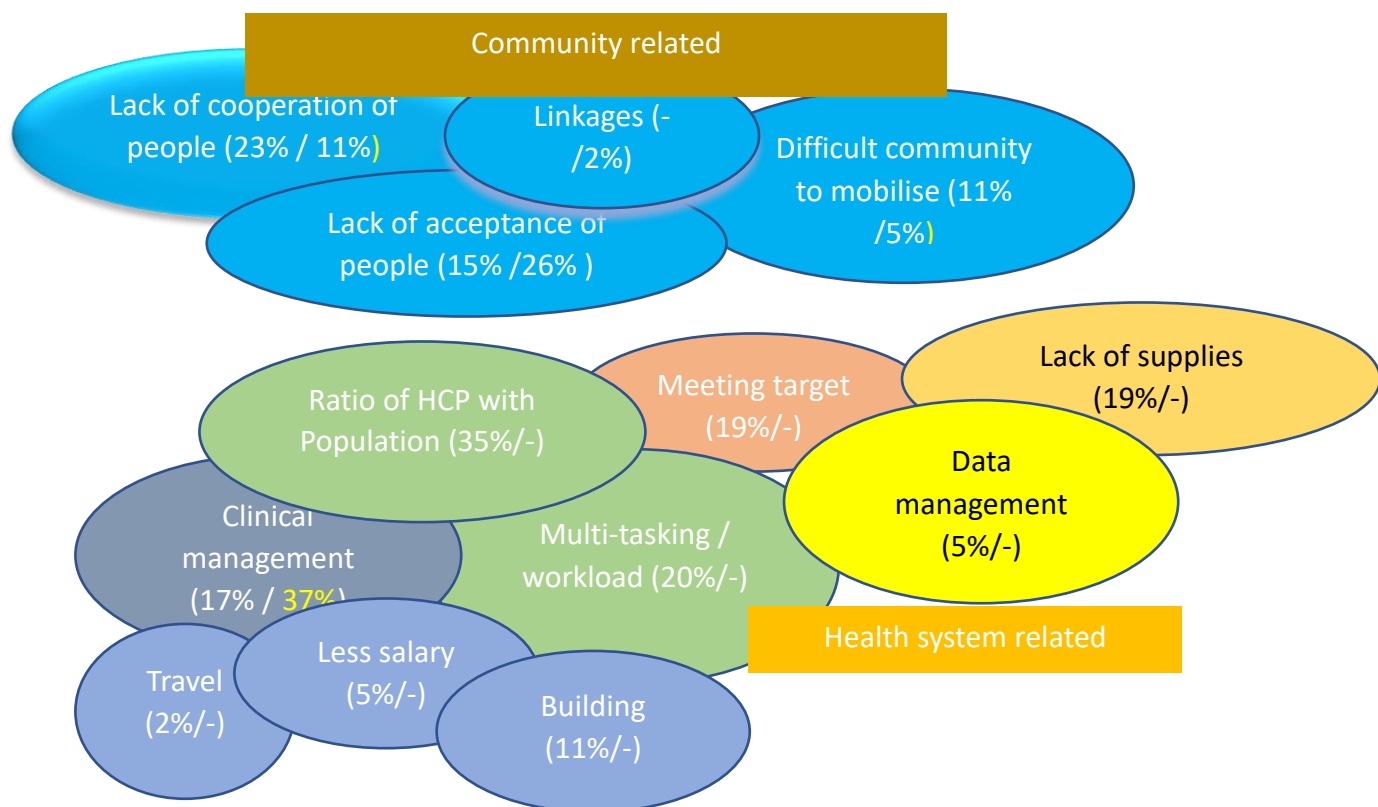 Community related
Lack of cooperation of
people (23% / 11%)
Linkages (-
/2%)
Difficult community
to mobilise (11%
/5%)
Lack of acceptance of
people (15% /26% )
Ratio of HCP with
Population (35%/-)
Meeting target
(19%/-)
Lack of supplies
(19%/-)
Data
management
(5%/-)
Clinical
management
(17% / 37%)
Multi-tasking /
workload (20%/-)
Health system related
Travel
(2%/-)
Less salary
(5%/-)
Building
(11%/-)